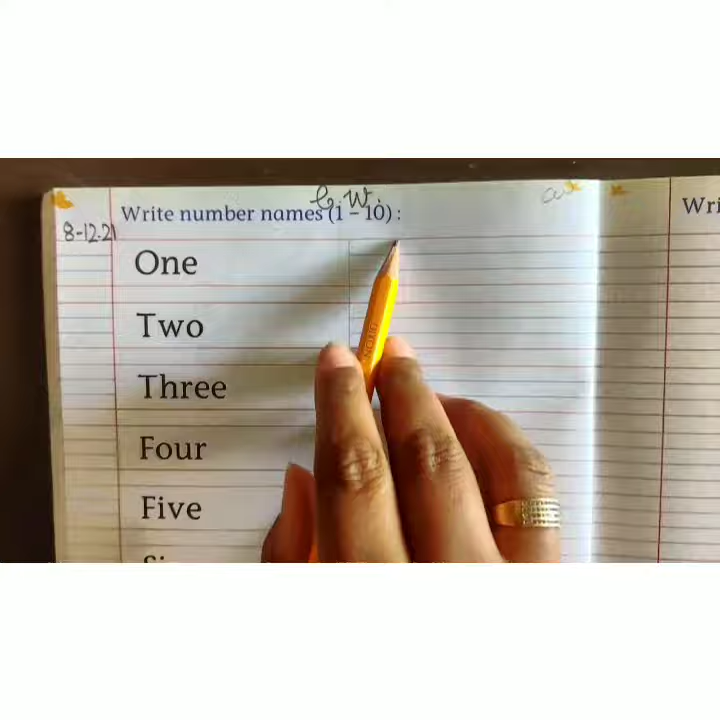 C.W.
8-12-21
Write number names (1 – 10) :
One
Two
Three
Four
Five
Wri